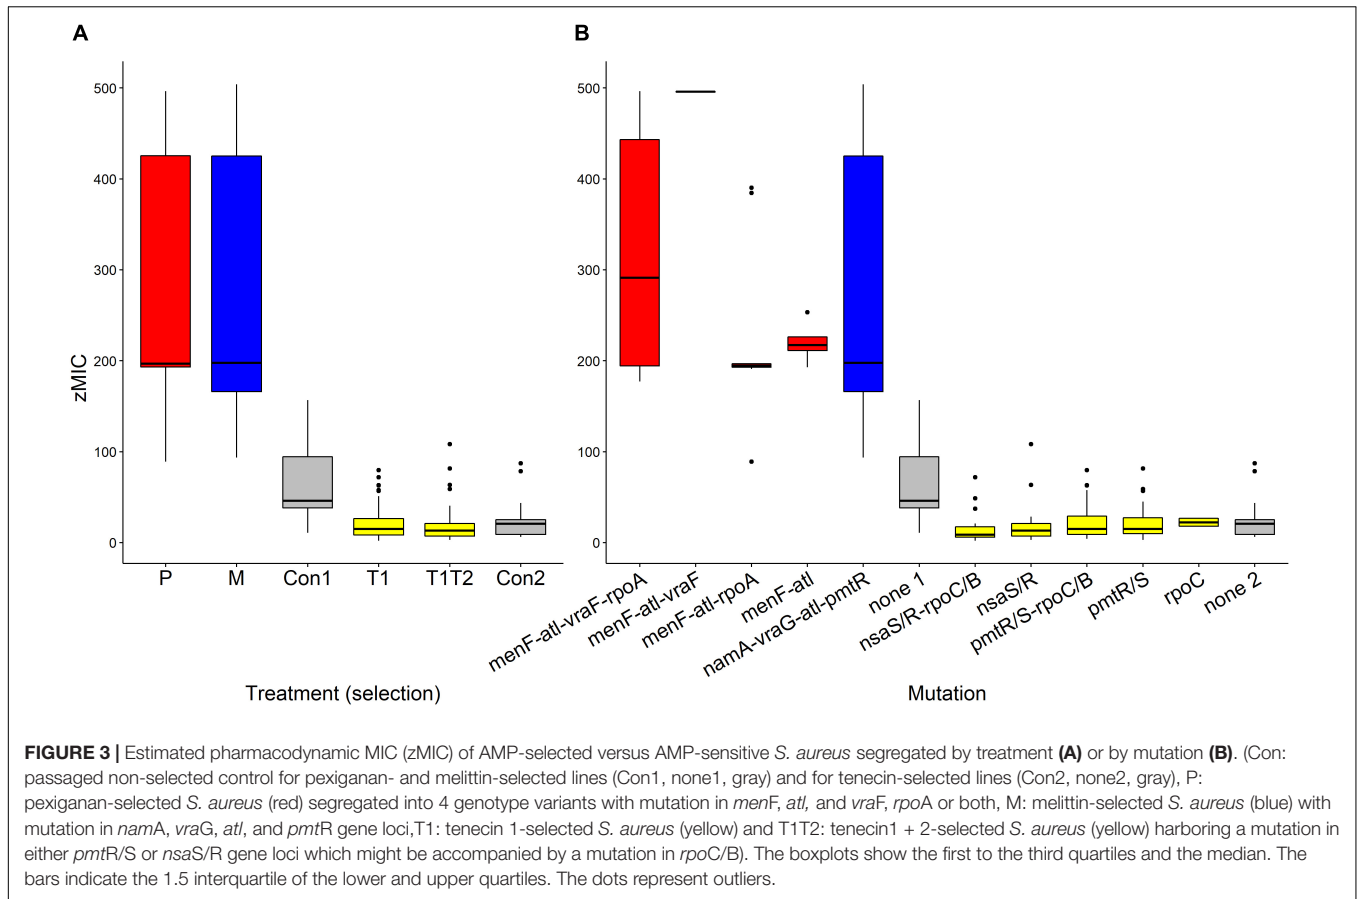 A
B
500
400
300
200
100
0
zMIC
P M Con1 T1 T1T2 Con2
Treatment (selection)
500
400
300
200
100
0
menF-atl-vraF-rpoA
menF-atl-vraF
menF-atl-rpoA
menF-atl
namA-vraG-atl-pmtR
none 1
nsaS/R-rpoC/B
nsaS/R
pmtR/S-rpoC/B
pmtR/S
rpoC
none 2
Mutation
FIGURE 3 | Estimated pharmacodynamic MIC (zMIC) of AMP-selected versus AMP-sensitive S. aureus segregated by treatment (A) or by mutation (B). (Con:
passaged non-selected control for pexiganan- and melittin-selected lines (Con1, none1, gray) and for tenecin-selected lines (Con2, none2, gray), P:
pexiganan-selected S. aureus (red) segregated into 4 genotype variants with mutation in menF, atl, and vraF, rpoA or both, M: melittin-selected S. aureus (blue) with
mutation in namA, vraG, atl, and pmtR gene loci,T1: tenecin 1-selected S. aureus (yellow) and T1T2: tenecin1 + 2-selected S. aureus (yellow) harboring a mutation in
either pmtR/S or nsaS/R gene loci which might be accompanied by a mutation in rpoC/B). The boxplots show the first to the third quartiles and the median. The
bars indicate the 1.5 interquartile of the lower and upper quartiles. The dots represent outliers.